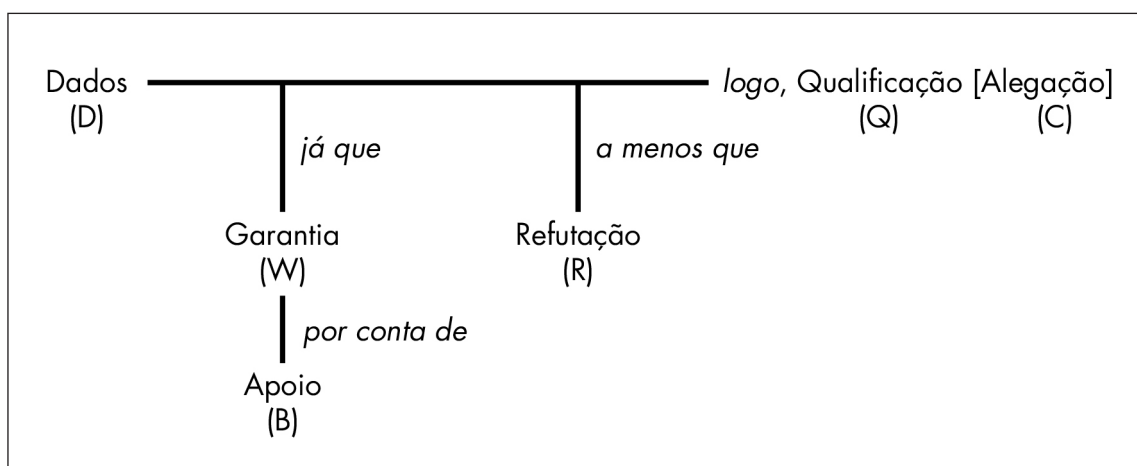 Dados logo, Qualificação [Alegação]
(D) (Q) (C)
já que a menos que
Garantia Refutação
(W) (R)
por conta de
Apoio
(B)